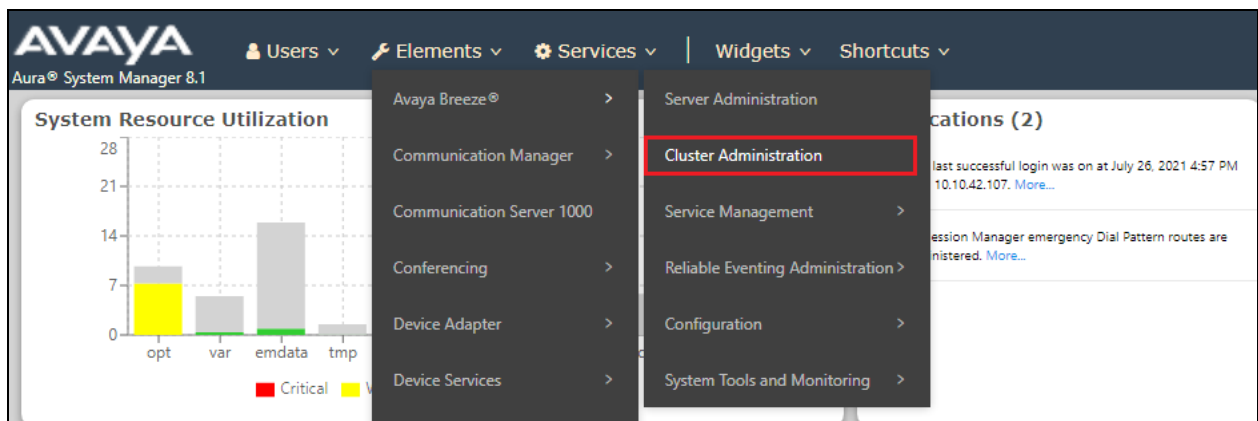 AVAYA
Aura® System Manager 8.1
Users
Elements
Services
Widgets
Shortcuts
System Resource Utilization
28
21
14
7
0
opt
var
emdata
tmp
Critical
Avaya Breeze®
Communication Manager
Communication Server 1000
Conferencing
Device Adapter
Device Services
Server Administration
Cluster Administration
Service Management
Reliable Eventing Administration
Configuration
System Tools and Monitoring
cations (2)
last successful login was on at July 26, 2021 4:57 PM
10.10.42.107. More...
ession Manager emergency Dial Pattern routes are
nistered. More...